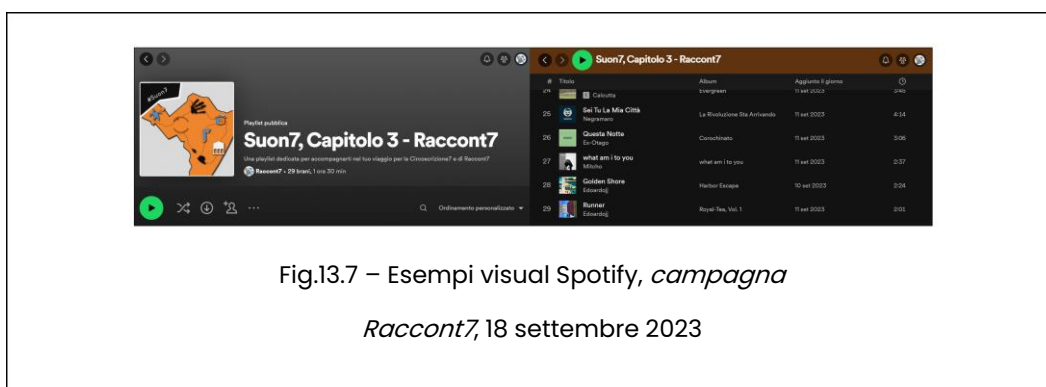 #Suon7
Playlist pubblica
Suon7, Capitolo 3 - Raccont7
Una playlist dedicata per accompagnarti nel tuo viaggio per la Circoscrizione7 e di Raccont7
Raccont7 • 29 brani, 1 ora 30 min
Ordinamento personalizzato
Suon7, Capitolo 3 - Raccont7
# Titolo Album Aggiunto il giorno
24 E Calcutta Evergreen 11 set 2023 3:46
25 Sei Tu La Mia Città La Rivoluzione Sta Arrivando 11 set 2023 4:14
Negramaro
26 Questa Notte Corochinato 11 set 2023 3:06
Ex-Otago
27 what am i to you what am i to you 11 set 2023 2:37
Mitcho
28 Golden Shore Harbor Escape 10 set 2023 2:24
Edoardojj
29 Runner Royal-Tea, Vol. 1 11 set 2023 2:01
Edoardojj
Fig.13.7 – Esempi visual Spotify, campagna
Raccont7, 18 settembre 2023